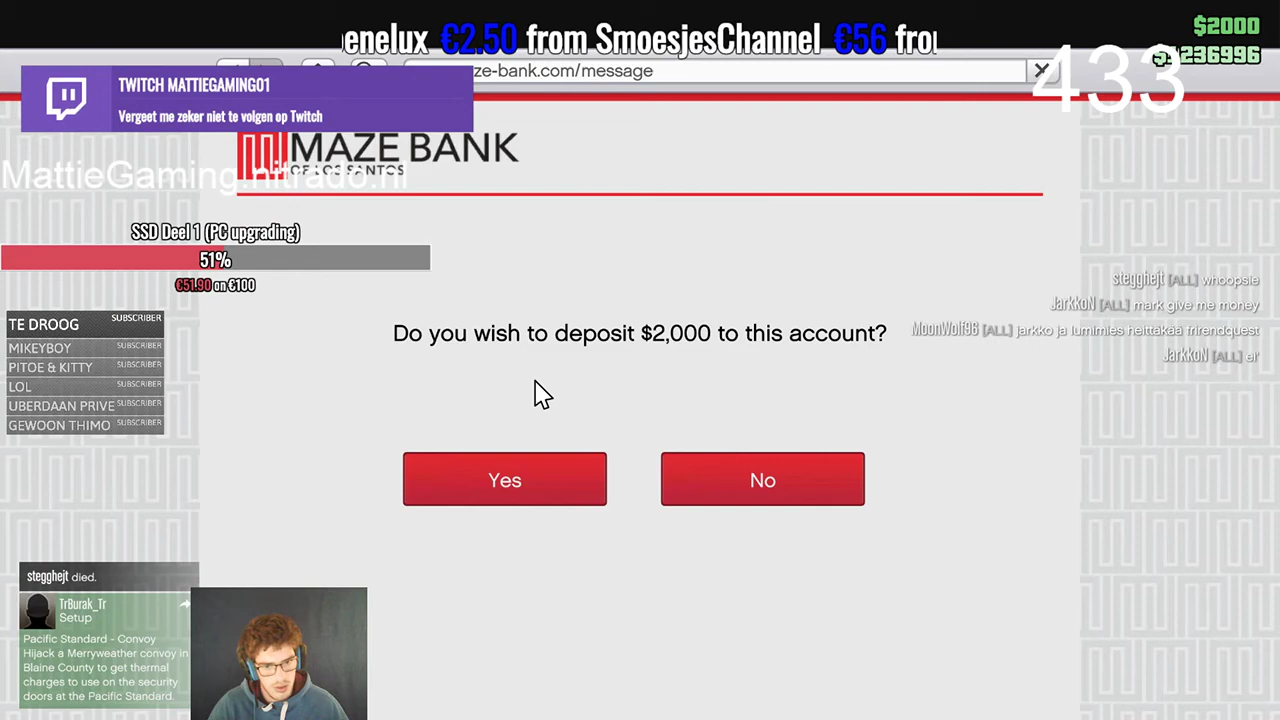 enelux €2.50 from SmoesjesChannel €56 fro
$2000
236996
433
ze-bank.com/message
TWITCH MATTIEGAMING01
Vergeet me zeker niet te volgen op Twitch
MAZE BANK
OF LOS SANTOS
MattieGaming.nitrado.nl
SSD Deel 1 (PC upgrading)
51%
€51.90 an €100
TE DROOG SUBSCRIBER
MIKEYBOY SUBSCRIBER
PITOE & KITTY SUBSCRIBER
LOL SUBSCRIBER
UBERDAAN PRIVE SUBSCRIBER
GEWOON THIMO SUBSCRIBER
stegghejt [ALL] whoopsie
JarkkoN [ALL] mark give me money
MoonWolf96 [ALL] jarkko ja lumimies heittäkää frirendquest
JarkkoN [ALL] ei'
Do you wish to deposit $2,000 to this account?
Yes
No
stegghejt died.
TrBurak_Tr
Setup
Pacific Standard - Convoy
Hijack a Merryweather convoy in
Blaine County to get thermal
charges to use on the security
doors at the Pacific Standard.